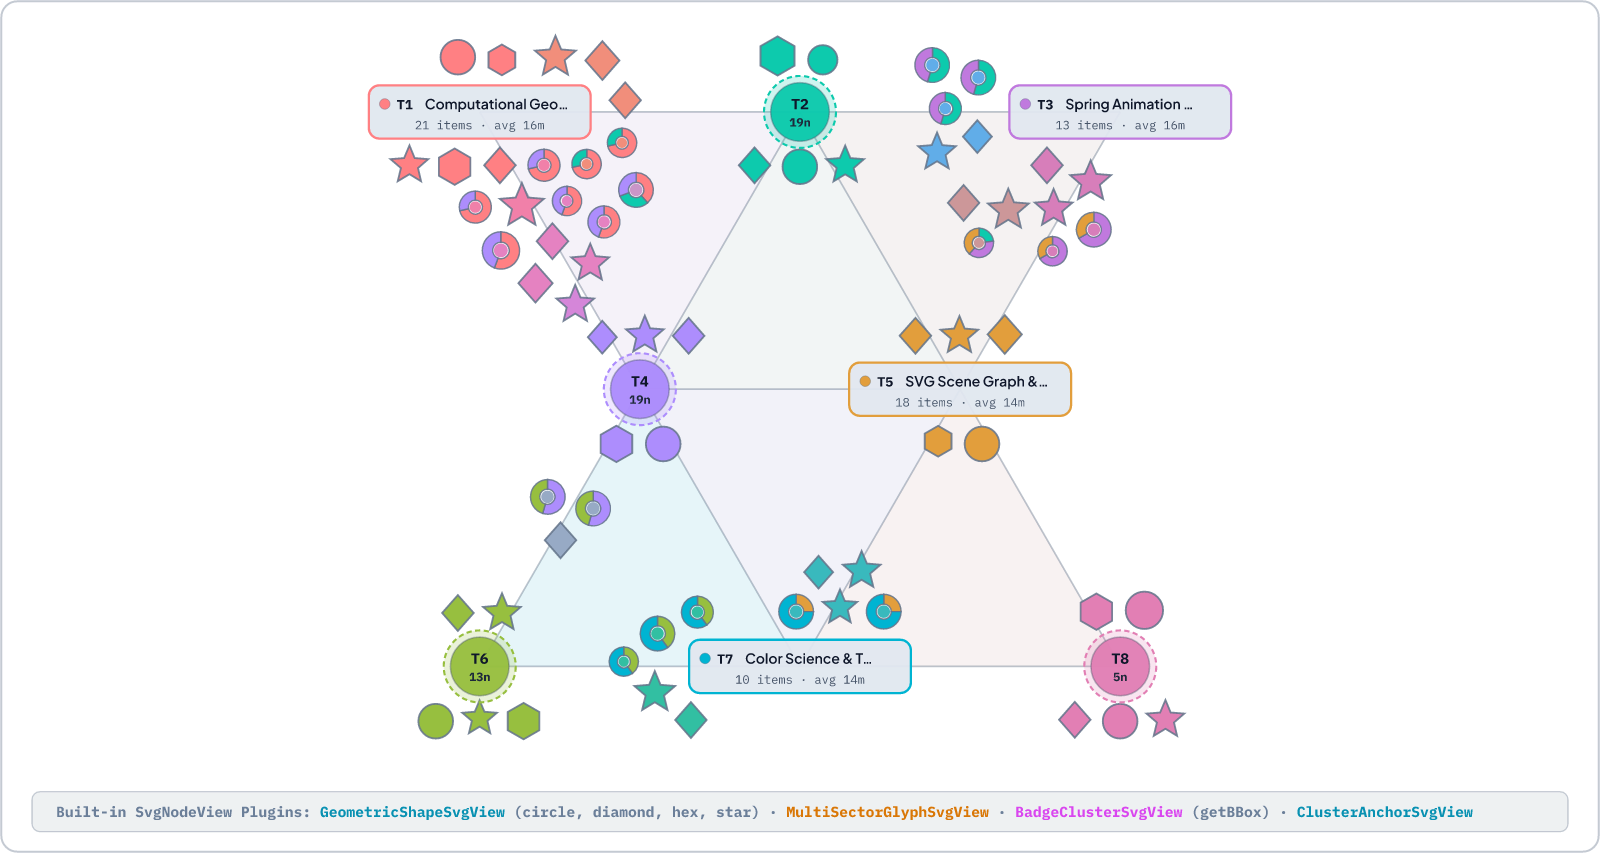 T1 Computational Geo...
21 items · avg 16m
T2
19n
T3 Spring Animation ...
13 items · avg 16m
T4
19n
T5 SVG Scene Graph & ...
18 items · avg 14m
T6
13n
T7 Color Science & T...
10 items · avg 14m
T8
5n
Built-in SvgNodeView Plugins: GeometricShapeSvgView (circle, diamond, hex, star) · MultiSectorGlyphSvgView · BadgeClusterSvgView (getBBox) · ClusterAnchorSvgView